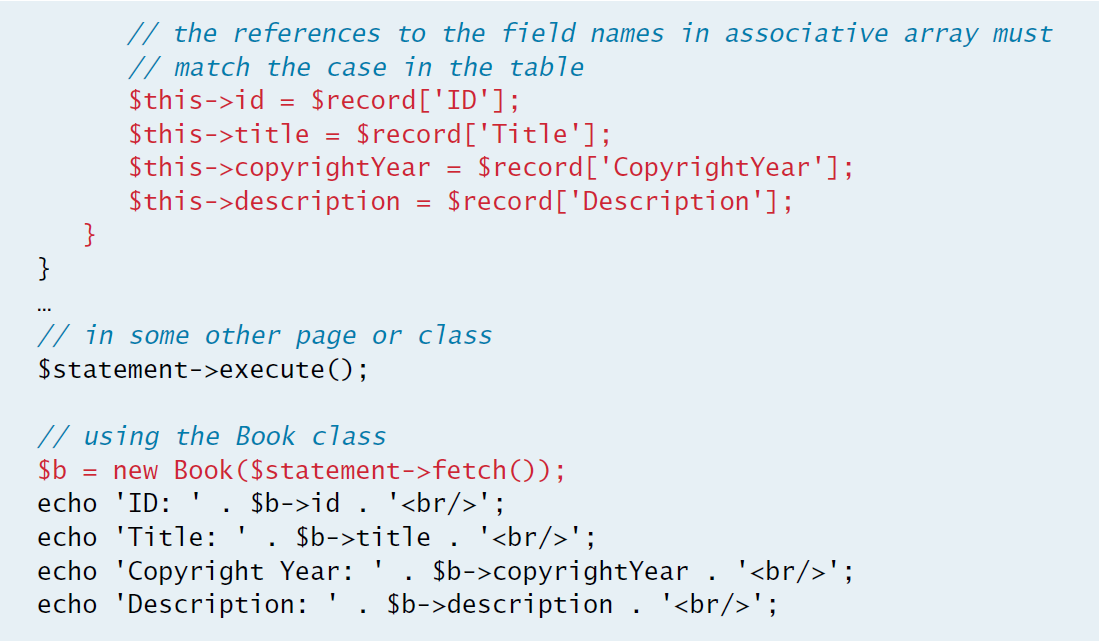 // the references to the field names in associative array must
// match the case in the table
$this->id = $record['ID'];
$this->title = $record['Title'];
$this->copyrightYear = $record['CopyrightYear'];
$this->description = $record['Description'];
}
}
…
// in some other page or class
$statement->execute();
// using the Book class
$b = new Book($statement->fetch());
echo 'ID: ' . $b->id . '<br/>';
echo 'Title: ' . $b->title . '<br/>';
echo 'Copyright Year: ' . $b->copyrightYear . '<br/>';
echo 'Description: ' . $b->description . '<br/>';